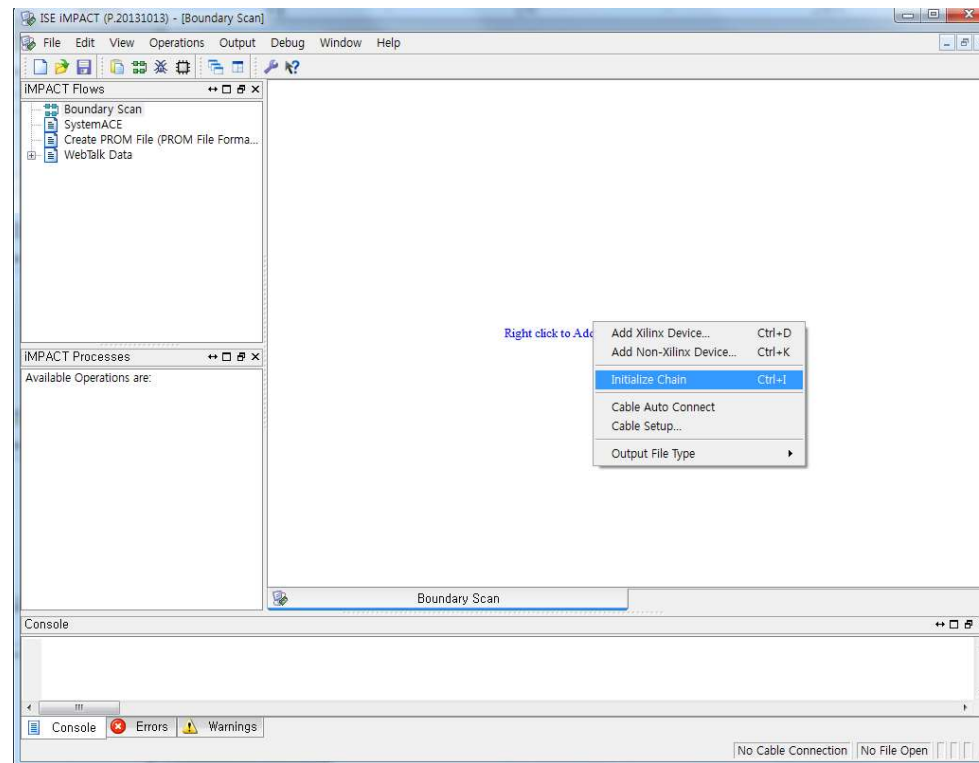 ISE iMPACT (P.20131013) - [Boundary Scan]
File Edit View Operations Output Debug Window Help
iMPACT Flows
Boundary Scan
SystemACE
Create PROM File (PROM File Forma...
WebTalk Data
Right click to Add
Add Xilinx Device... Ctrl+D
Add Non-Xilinx Device... Ctrl+K
Initialize Chain Ctrl+I
Cable Auto Connect
Cable Setup...
Output File Type
iMPACT Processes
Available Operations are:
Boundary Scan
Console
Console Errors Warnings
No Cable Connection No File Open